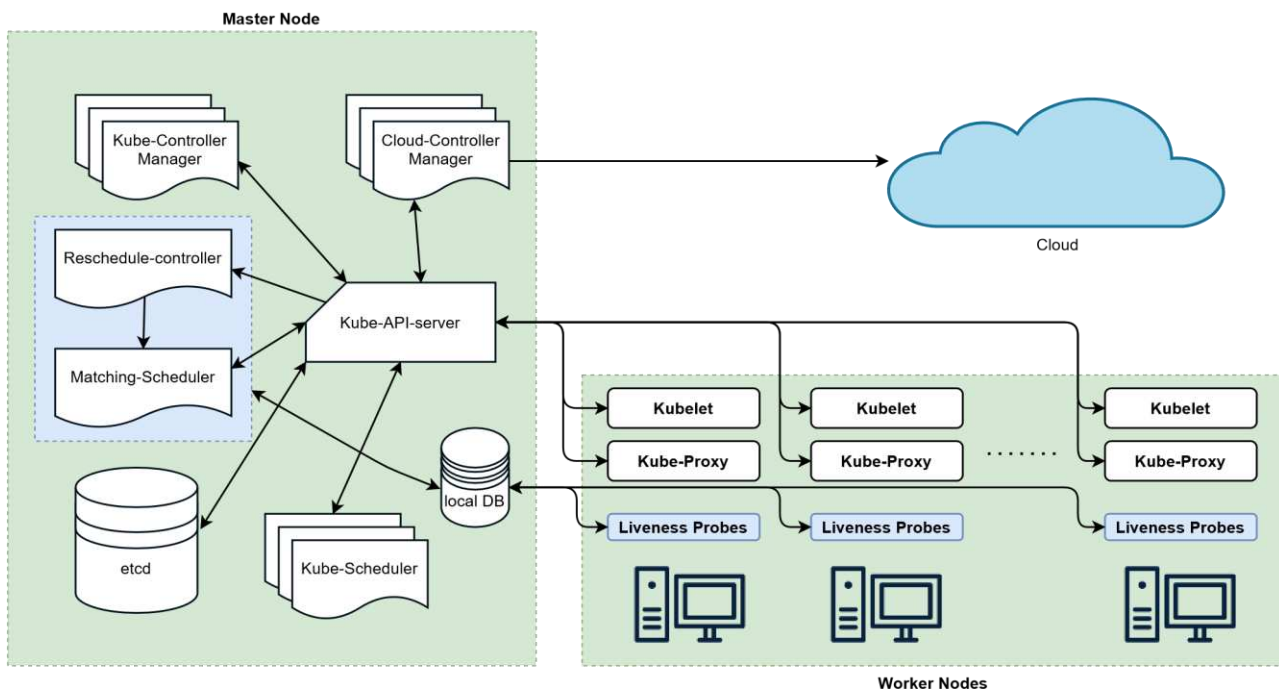 Master Node
Kube-Controller
Manager
Cloud-Controller
Manager
Cloud
Reschedule-controller
Kube-API-server
Matching-Scheduler
Kubelet
Kubelet
Kubelet
Kube-Proxy
Kube-Proxy
.......
Kube-Proxy
local DB
Liveness Probes
Liveness Probes
Liveness Probes
etcd
Kube-Scheduler
Worker Nodes